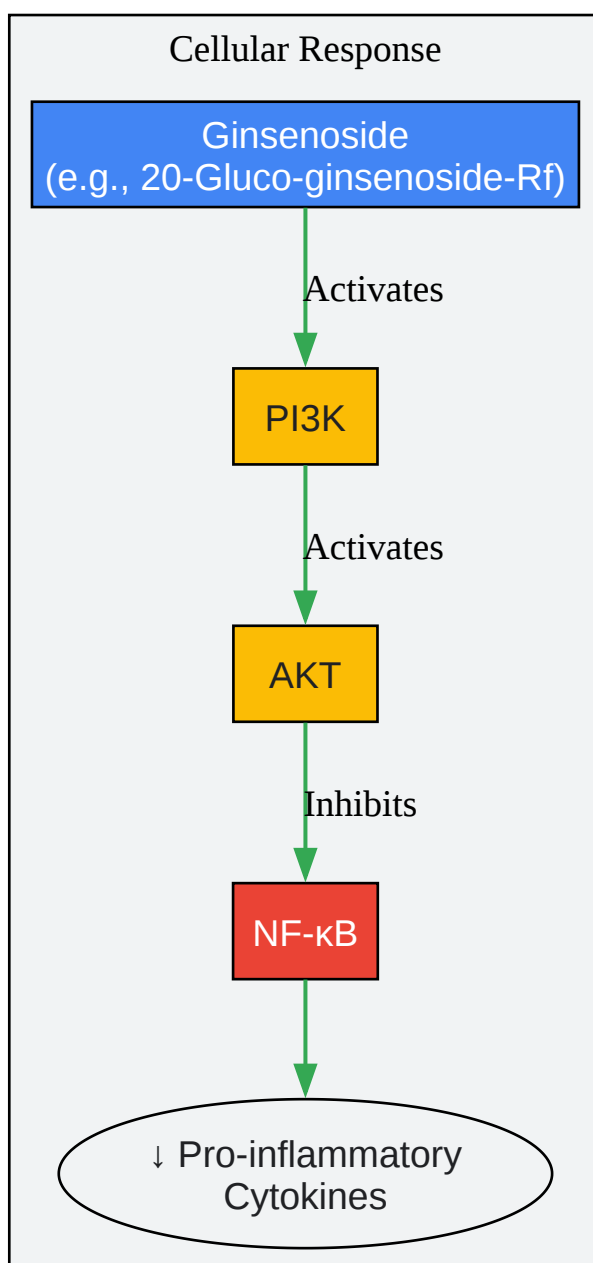 Cellular Response
Ginsenoside
(e.g., 20-Gluco-ginsenoside-Rf)
Activates
PI3K
Activates
AKT
Inhibits
NF-κB
↓ Pro-inflammatory
Cytokines